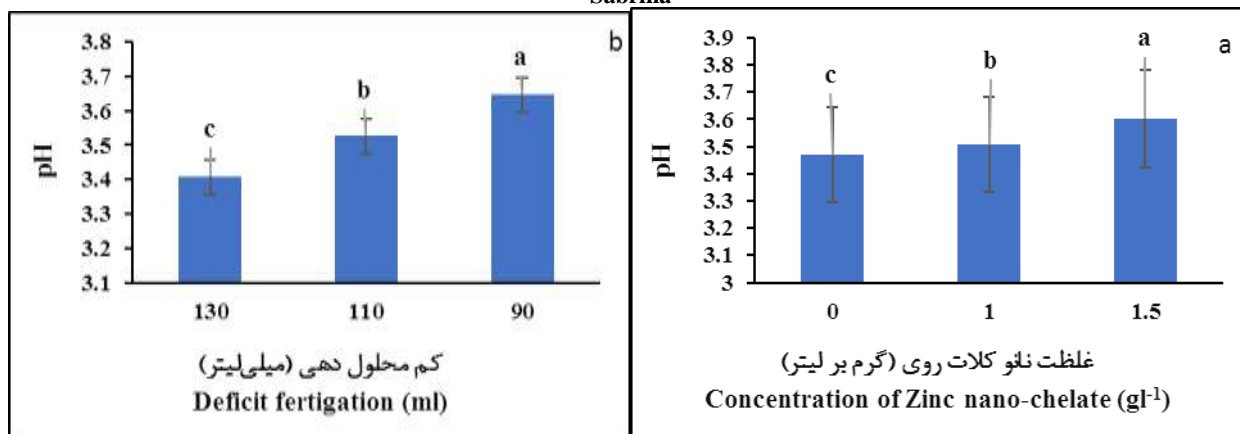 Sabrina
b
3.8
3.7
3.6
3.5
3.4
3.3
3.2
3.1
pH
c
b
a
130 110 90
کم محلول دهی (میلی‌لیتر)
Deficit fertigation (ml)
a
3.9
3.8
3.7
3.6
3.5
3.4
3.3
3.2
3.1
3
pH
c
b
a
0 1 1.5
غلظت نانو کلات روی (گرم بر لیتر)
Concentration of Zinc nano-chelate (gl⁻¹)